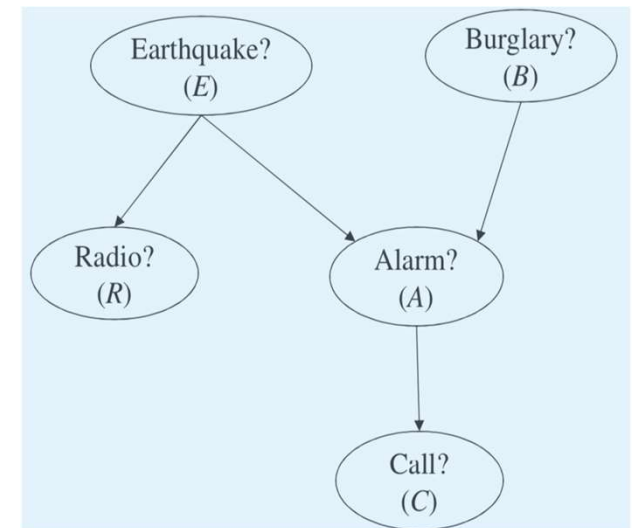 Earthquake?
(E)
Burglary?
(B)
Radio?
(R)
Alarm?
(A)
Call?
(C)